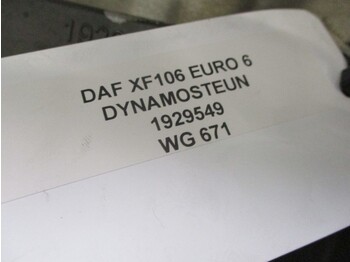 DAF XF106 EURO 6
DYNAMOSTEUN
1929549
WG 671